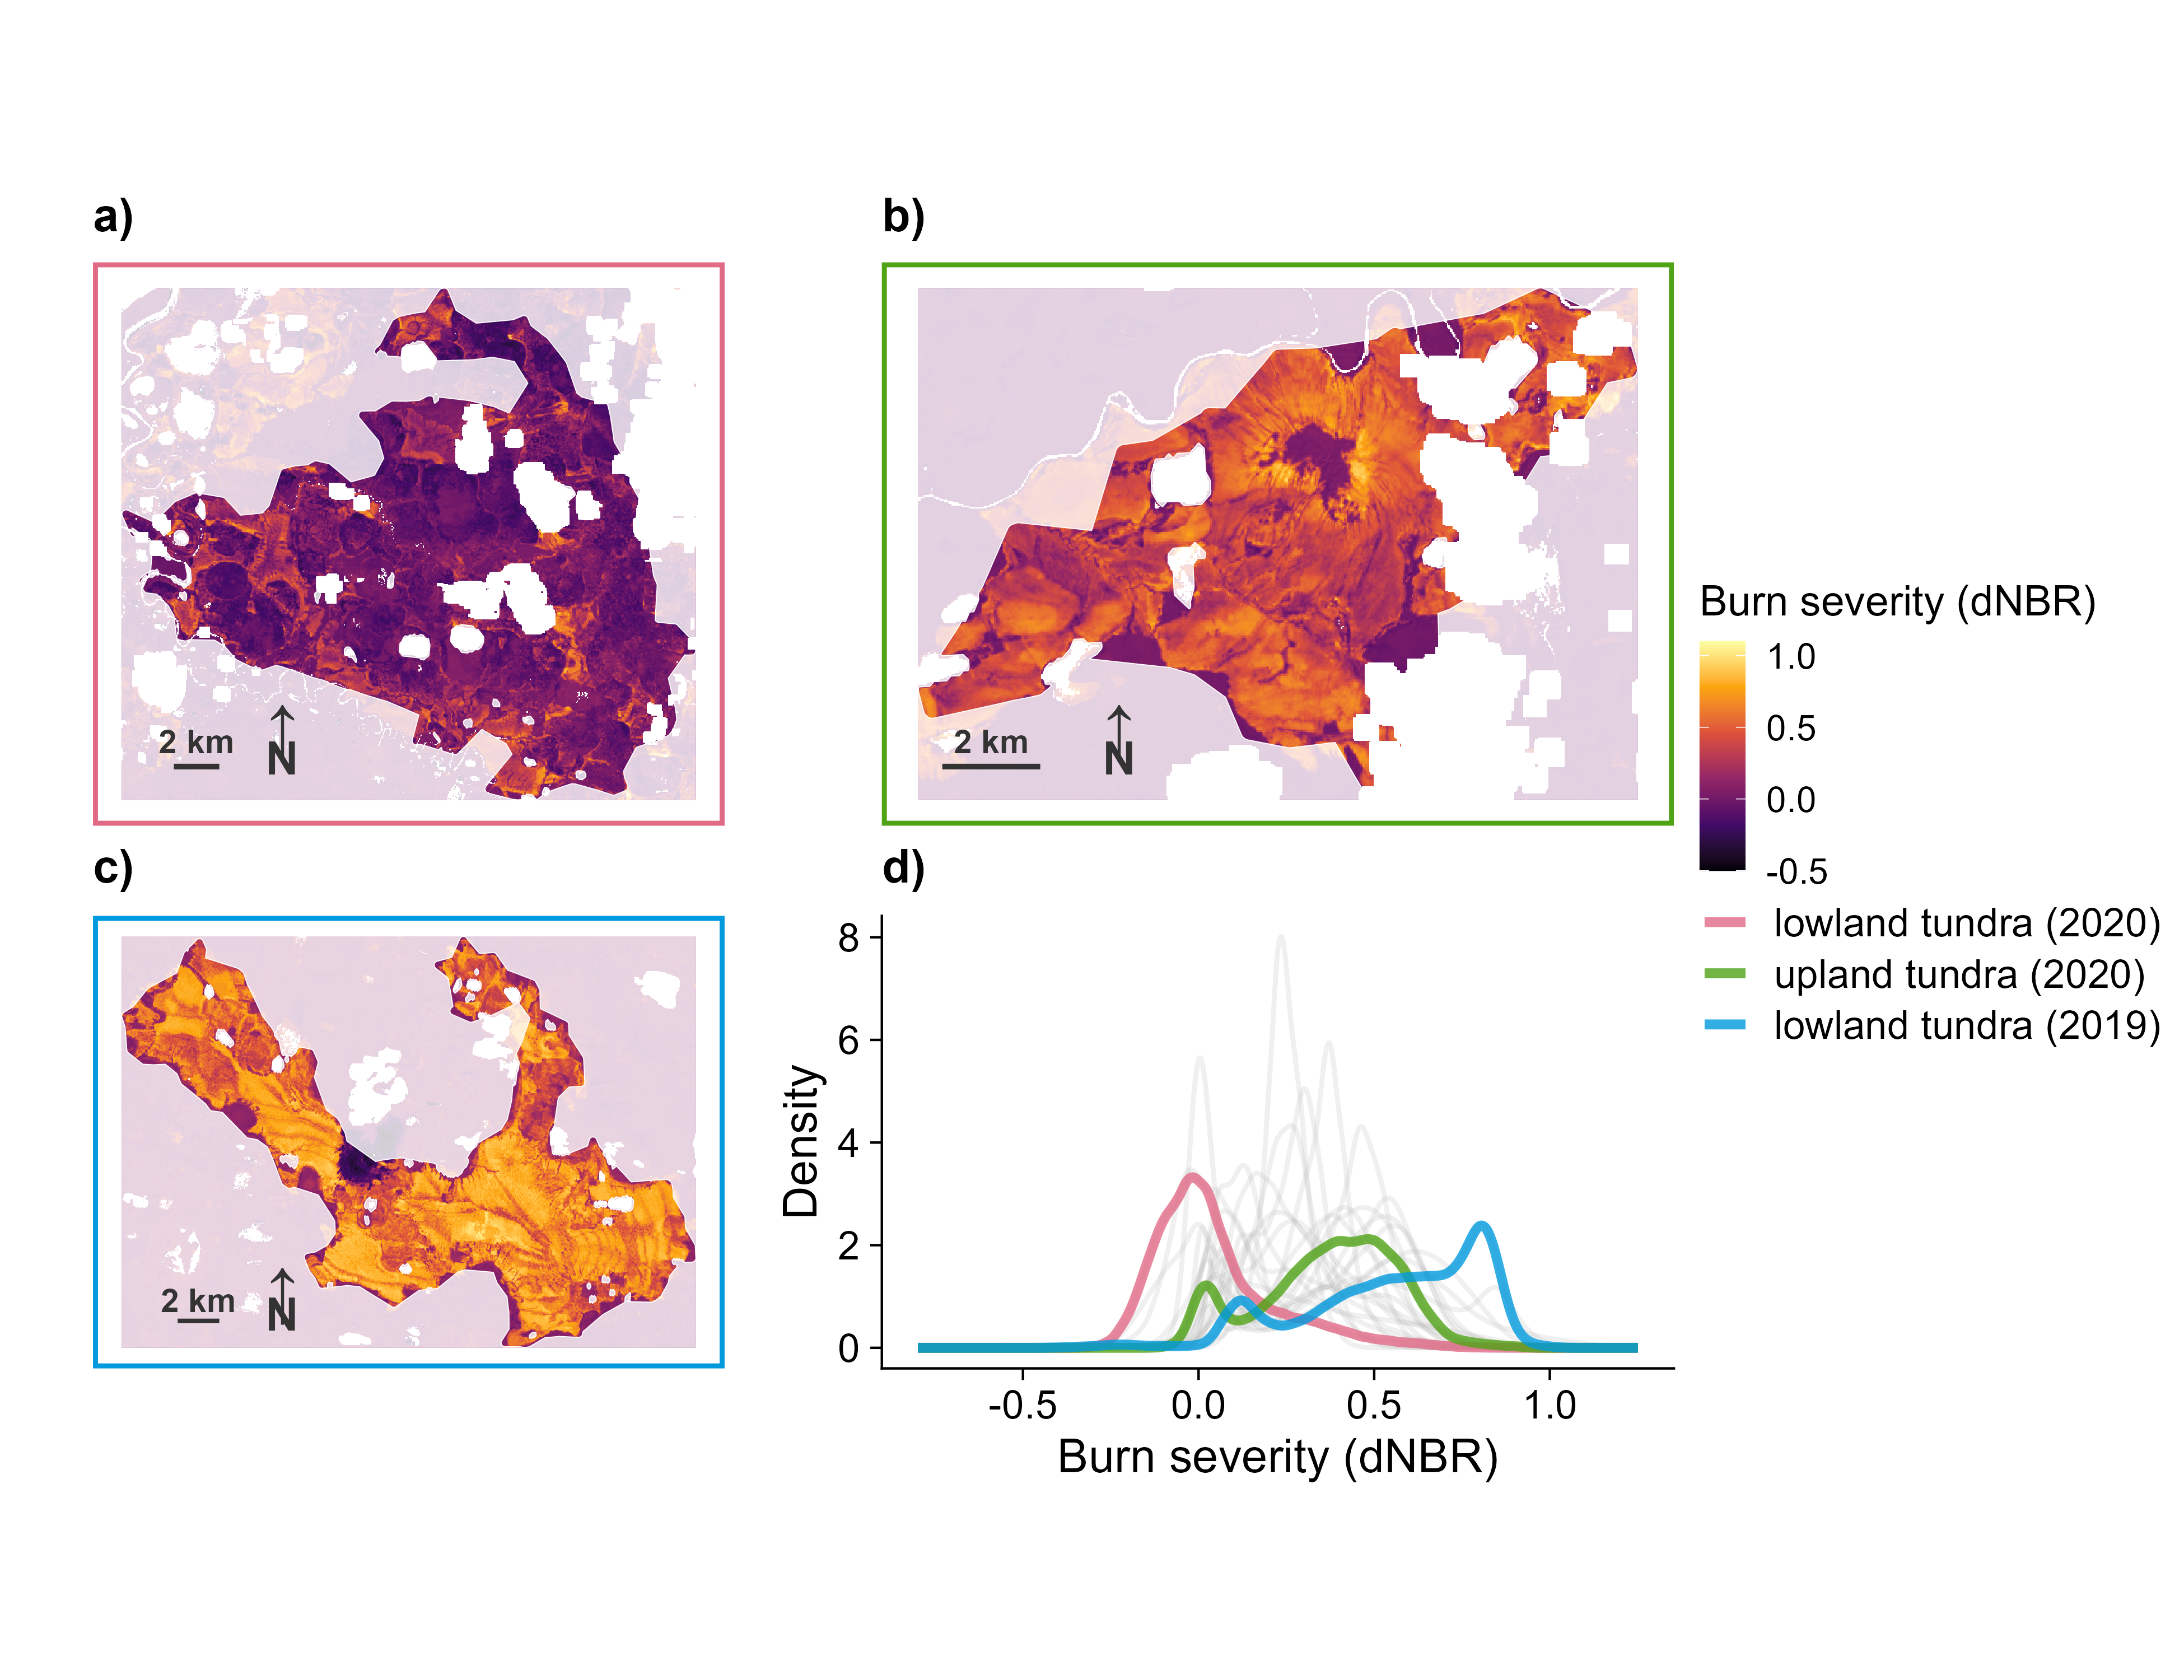 a)
2 km
N
b)
2 km
N
Burn severity (dNBR)
1.0
0.5
0.0
-0.5
lowland tundra (2020)
upland tundra (2020)
lowland tundra (2019)
c)
2 km
N
d)
Density
8
6
4
2
0
-0.5 0.0 0.5 1.0
Burn severity (dNBR)